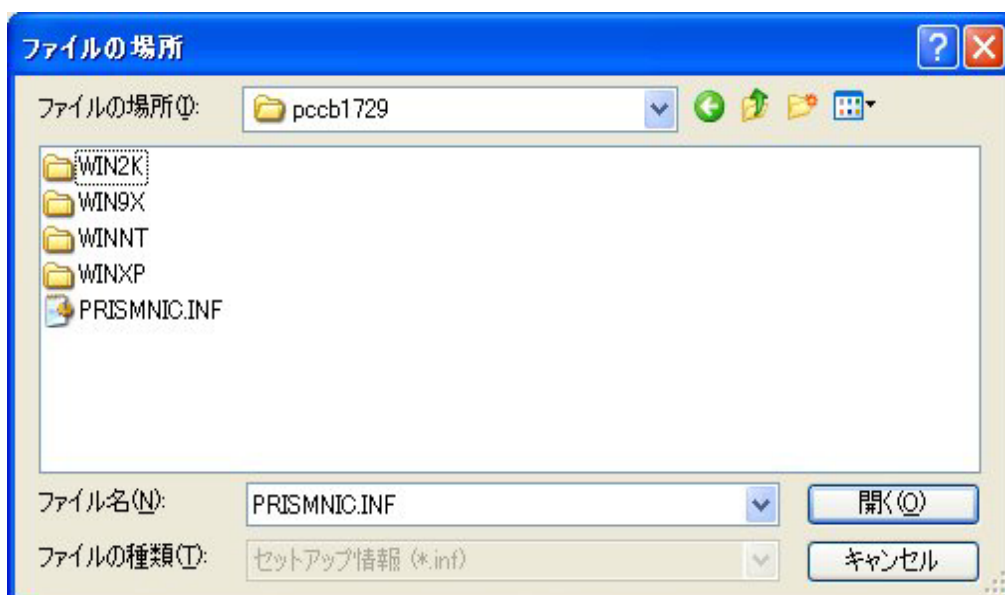 ファイルの場所
ファイルの場所(I): pccb1729
WIN2K
WIN9X
WINNT
WINXP
PRISMNIC.INF
ファイル名(N): PRISMNIC.INF 開く(O)
ファイルの種類(T): セットアップ情報 (*.inf) キャンセル